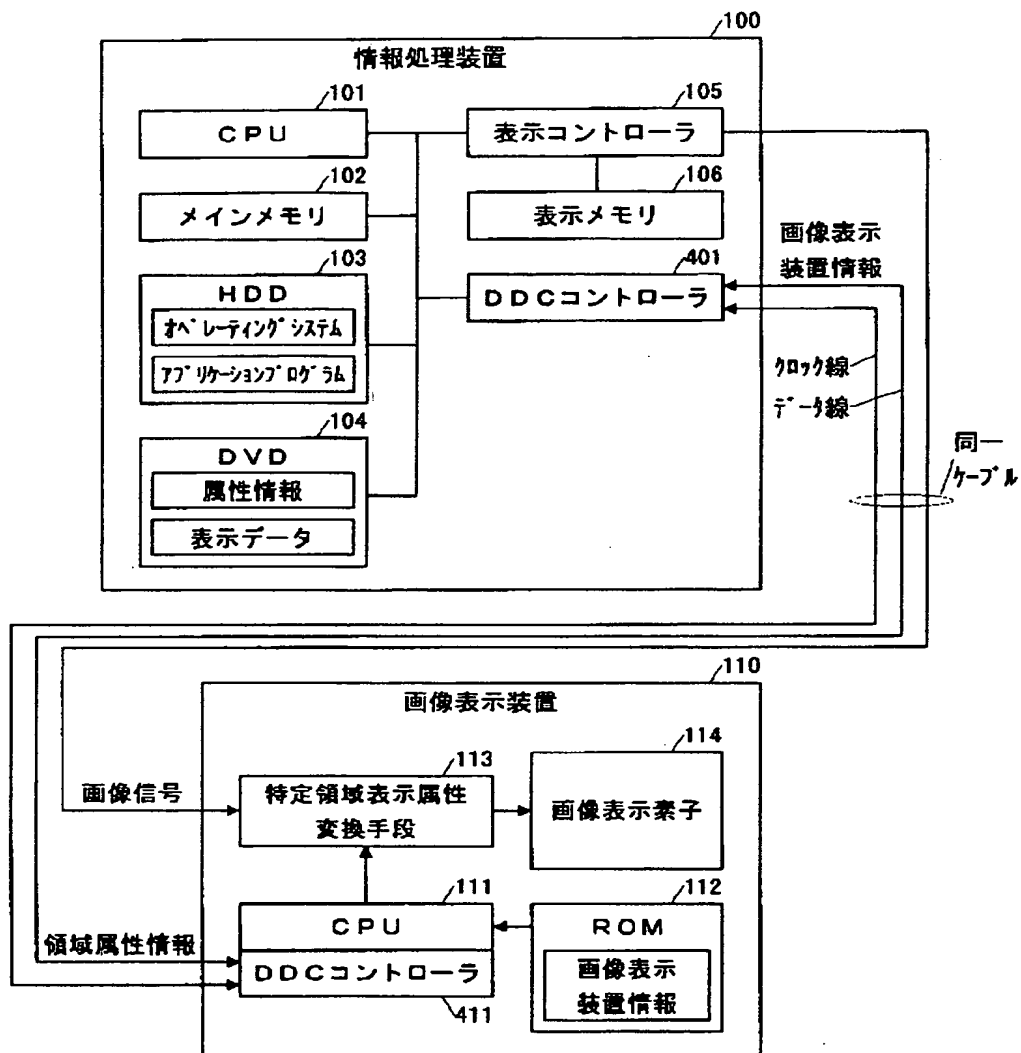 100
情報処理装置
101
CPU
105
表示コントローラ
102
メインメモリ
106
表示メモリ
103
HDD
オペレーティングシステム
アプリケーションプログラム
401
DDCコントローラ
画像表示
装置情報
クロック線
データ線
同一
ケーブル
104
DVD
属性情報
表示データ
110
画像表示装置
画像信号
113
特定領域表示属性
変換手段
114
画像表示素子
領域属性情報
111
CPU
DDCコントローラ
411
112
ROM
画像表示
装置情報